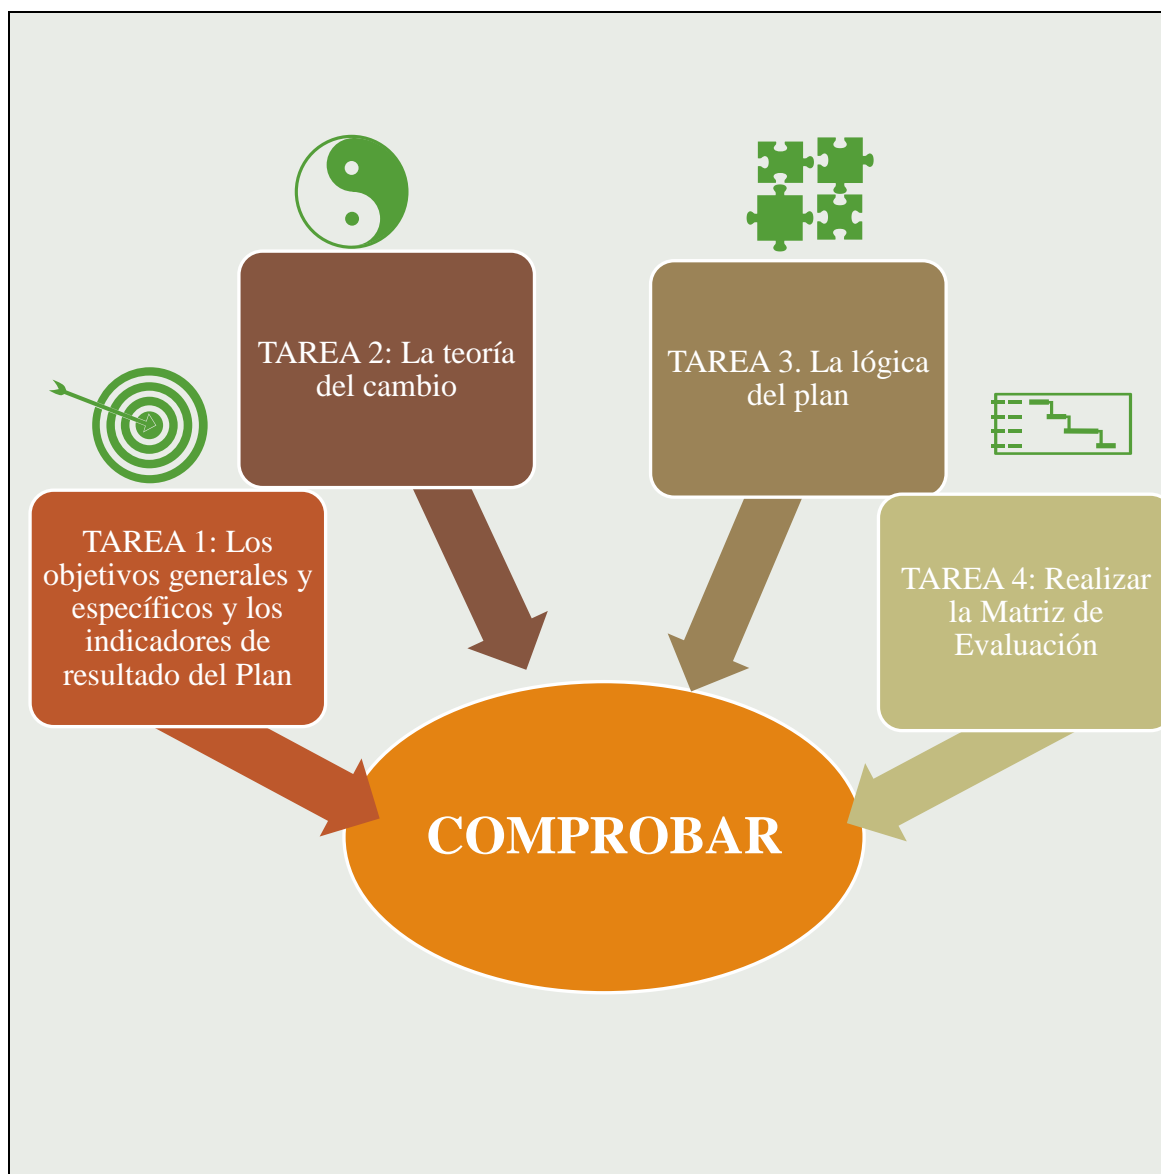 TAREA 2: La teoría
del cambio
TAREA 3. La lógica
del plan
TAREA 1: Los
objetivos generales y
específicos y los
indicadores de
resultado del Plan
TAREA 4: Realizar
la Matriz de
Evaluación
COMPROBAR